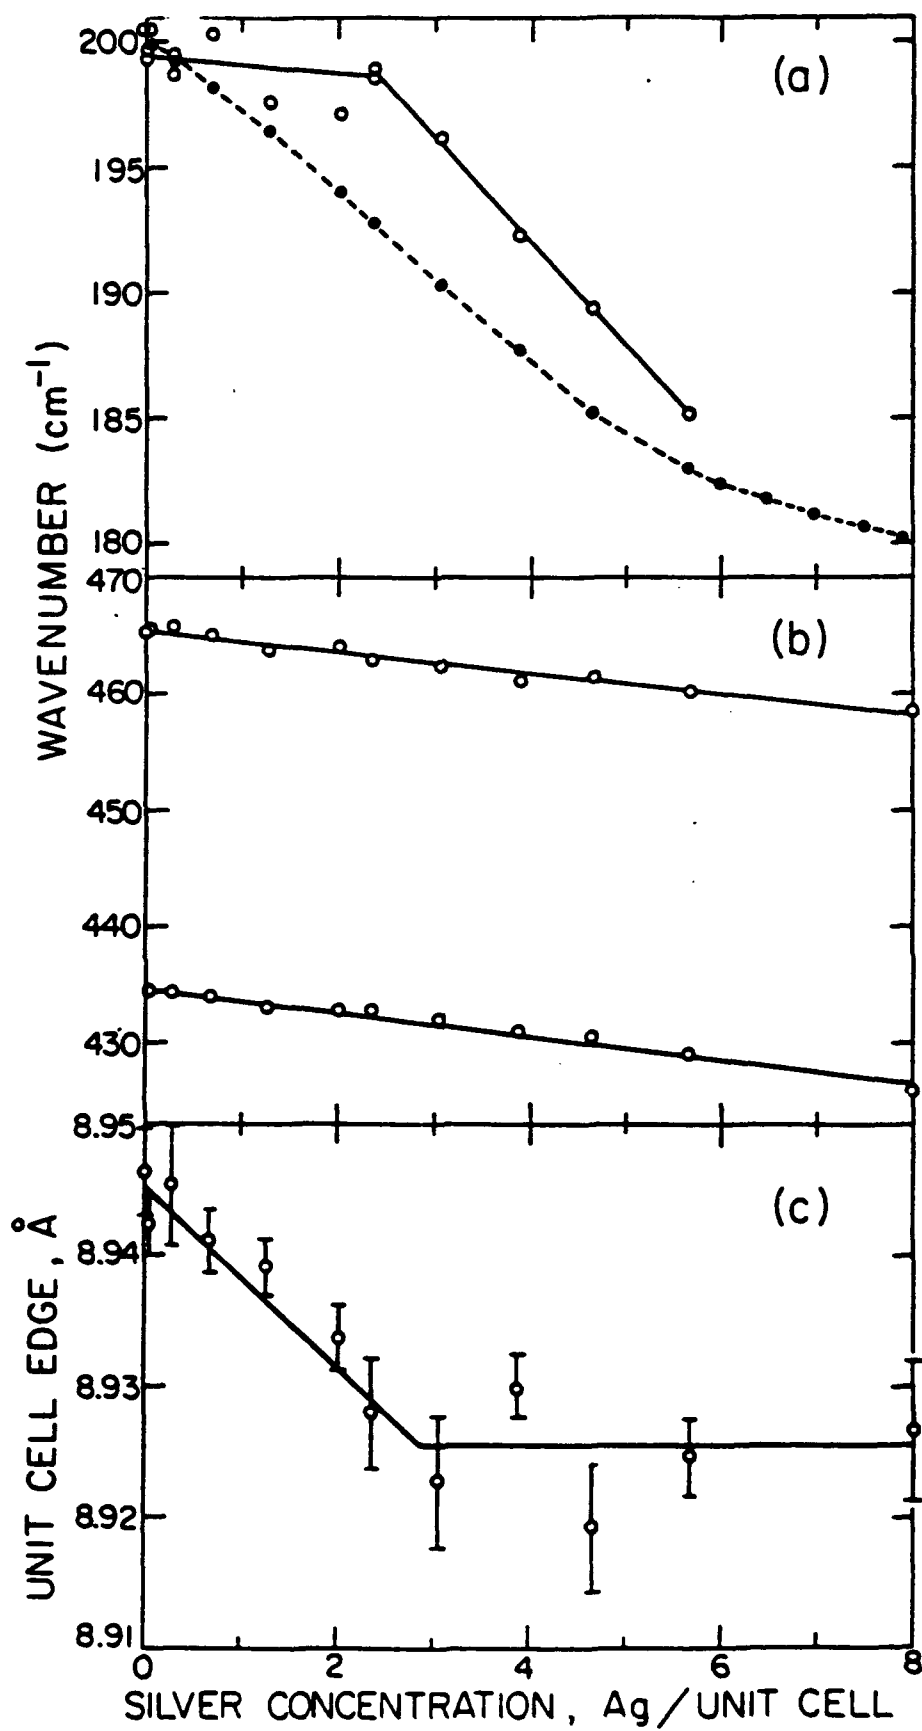 (a)
200
195
190
185
180
WAVENUMBER (cm⁻¹)
470
(b)
460
450
440
430
8.95
(c)
8.94
8.93
8.92
8.91
UNIT CELL EDGE, Å
0 2 4 6 8
SILVER CONCENTRATION, Ag/UNIT CELL